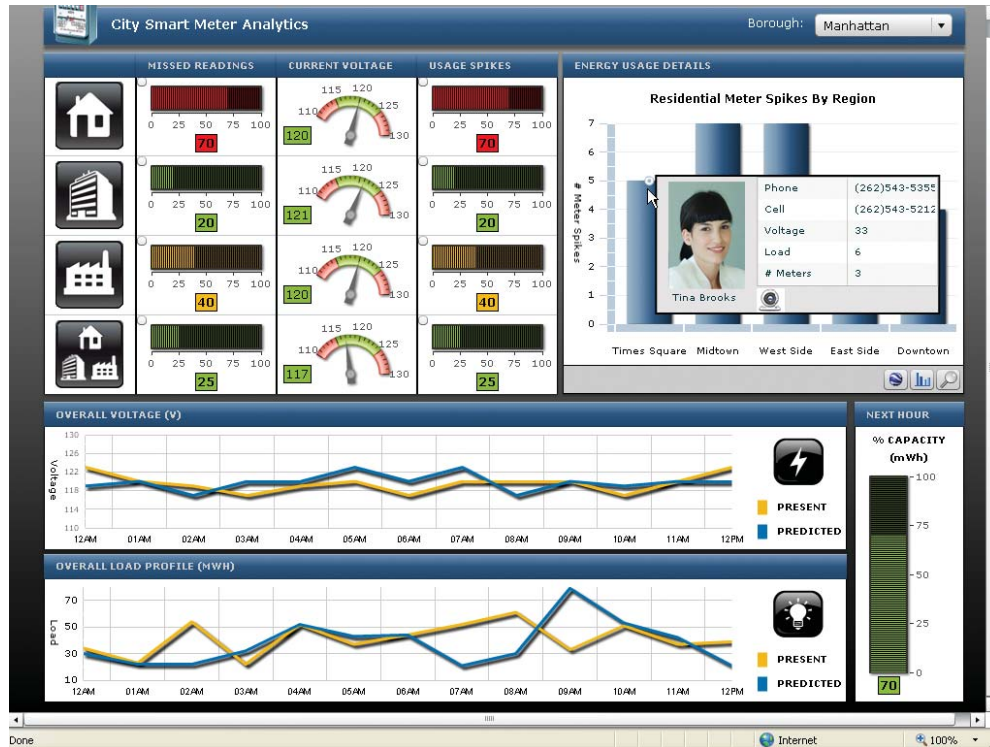 City Smart Meter Analytics
Borough: Manhattan
MISSED READINGS CURRENT VOLTAGE USAGE SPIKES
110 115 120 125 130
0 25 50 75 100
70
120
0 25 50 75 100
70
110 115 120 125 130
0 25 50 75 100
20
121
0 25 50 75 100
20
110 115 120 125 130
0 25 50 75 100
40
120
0 25 50 75 100
40
110 115 120 125 130
0 25 50 75 100
25
117
0 25 50 75 100
25
ENERGY USAGE DETAILS
Residential Meter Spikes By Region
# Meter Spikes
7
6
5
4
3
2
1
0
Times Square Midtown West Side East Side Downtown
Phone (262)543-5355
Cell (262)543-5212
Voltage 33
Load 6
# Meters 3
Tina Brooks
OVERALL VOLTAGE (V)
Voltage
130
126
122
118
114
110
12AM 01AM 02AM 03AM 04AM 05AM 06AM 07AM 08AM 09AM 10AM 11AM 12PM
PRESENT
PREDICTED
OVERALL LOAD PROFILE (MWH)
Load
70
50
30
10
12AM 01AM 02AM 03AM 04AM 05AM 06AM 07AM 08AM 09AM 10AM 11AM 12PM
PRESENT
PREDICTED
NEXT HOUR
% CAPACITY
(mWh)
100
75
50
25
0
70
Done Internet 100%